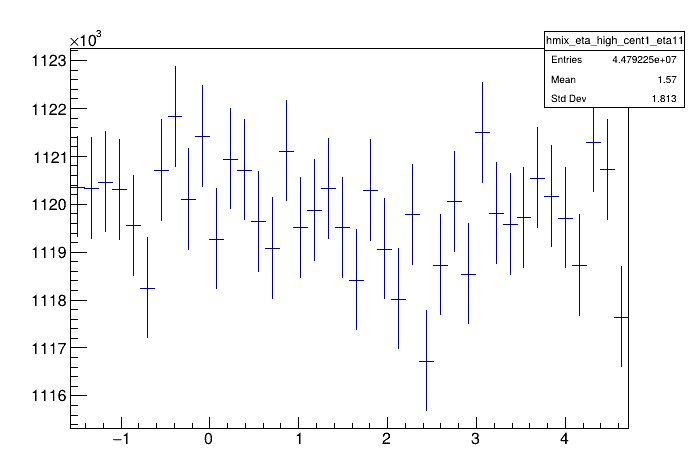 ×10³
hmix_eta_high_cent1_eta11
Entries 4.479225e+07
Mean 1.57
Std Dev 1.813
1123
1122
1121
1120
1119
1118
1117
1116
−1 0 1 2 3 4